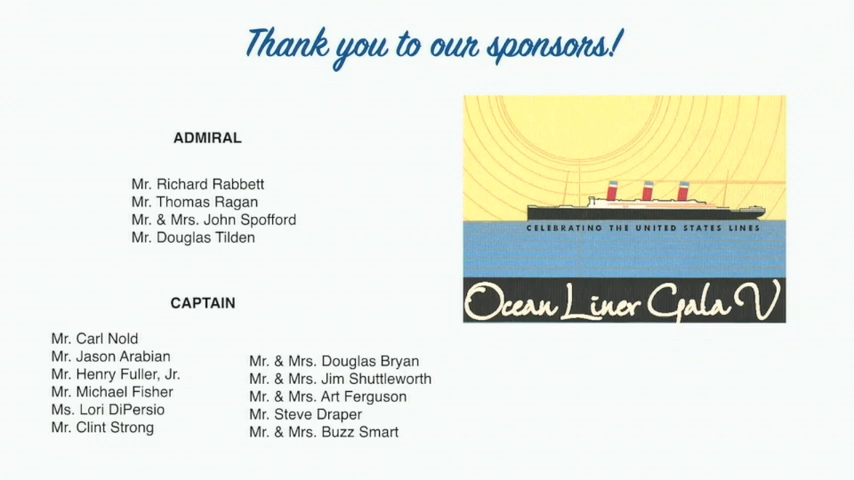 Thank you to our sponsors!
ADMIRAL
Mr. Richard Rabbett
Mr. Thomas Ragan
Mr. & Mrs. John Spofford
Mr. Douglas Tilden
CELEBRATING THE UNITED STATES LINES
Ocean Liner Gala V
CAPTAIN
Mr. Carl Nold
Mr. Jason Arabian
Mr. Henry Fuller, Jr.
Mr. Michael Fisher
Ms. Lori DiPersio
Mr. Clint Strong
Mr. & Mrs. Douglas Bryan
Mr. & Mrs. Jim Shuttleworth
Mr. & Mrs. Art Ferguson
Mr. Steve Draper
Mr. & Mrs. Buzz Smart